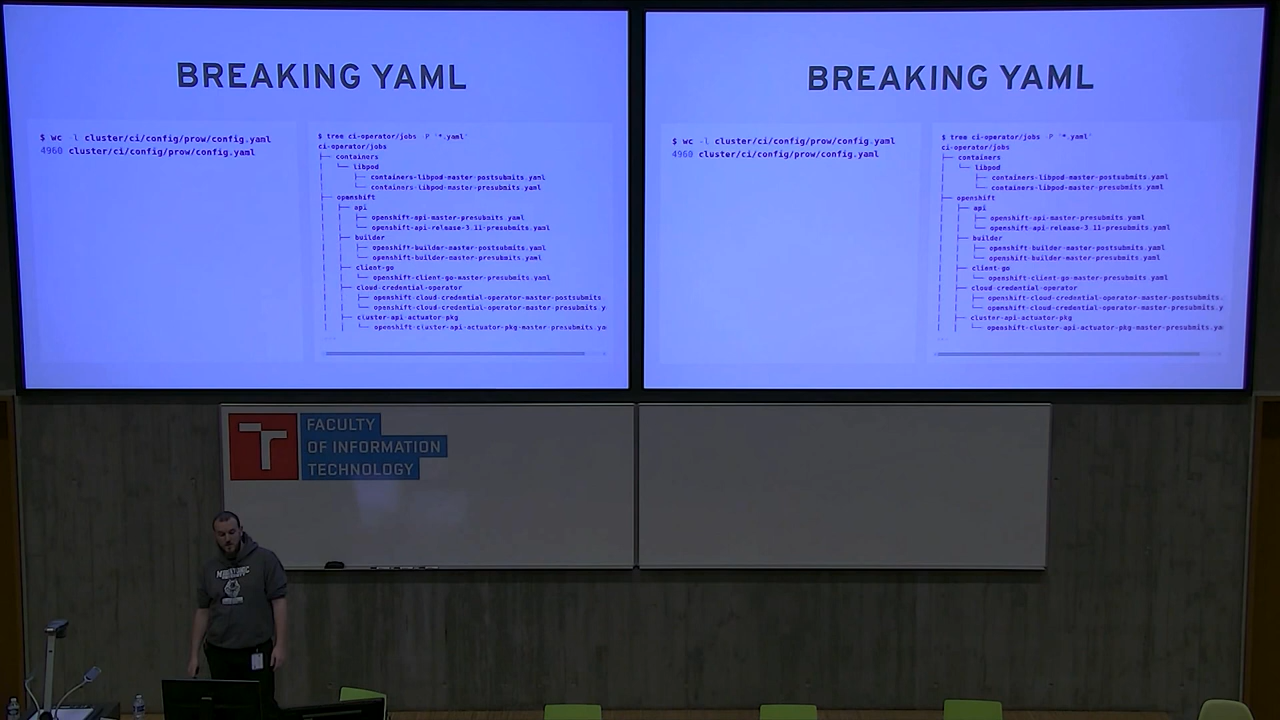 BREAKING YAML
$ wc -l cluster/ci/config/prow/config.yaml
4960 cluster/ci/config/prow/config.yaml
$ tree ci-operator/jobs -P '*.yaml'
ci-operator/jobs
├── containers
│   └── libpod
│       ├── containers-libpod-master-postsubmits.yaml
│       └── containers-libpod-master-presubmits.yaml
├── openshift
│   ├── api
│   │   ├── openshift-api-master-presubmits.yaml
│   │   └── openshift-api-release-3.11-presubmits.yaml
│   ├── builder
│   │   ├── openshift-builder-master-postsubmits.yaml
│   │   └── openshift-builder-master-presubmits.yaml
│   ├── client-go
│   │   └── openshift-client-go-master-presubmits.yaml
│   ├── cloud-credential-operator
│   │   ├── openshift-cloud-credential-operator-master-postsubmits
│   │   └── openshift-cloud-credential-operator-master-presubmits.y
│   ├── cluster-api-actuator-pkg
│   │   └── openshift-cluster-api-actuator-pkg-master-presubmits.ya
...
BREAKING YAML
$ wc -l cluster/ci/config/prow/config.yaml
4960 cluster/ci/config/prow/config.yaml
$ tree ci-operator/jobs -P '*.yaml'
ci-operator/jobs
├── containers
│   └── libpod
│       ├── containers-libpod-master-postsubmits.yaml
│       └── containers-libpod-master-presubmits.yaml
├── openshift
│   ├── api
│   │   ├── openshift-api-master-presubmits.yaml
│   │   └── openshift-api-release-3.11-presubmits.yaml
│   ├── builder
│   │   ├── openshift-builder-master-postsubmits.yaml
│   │   └── openshift-builder-master-presubmits.yaml
│   ├── client-go
│   │   └── openshift-client-go-master-presubmits.yaml
│   ├── cloud-credential-operator
│   │   ├── openshift-cloud-credential-operator-master-postsubmits.
│   │   └── openshift-cloud-credential-operator-master-presubmits.y
│   ├── cluster-api-actuator-pkg
│   │   └── openshift-cluster-api-actuator-pkg-master-presubmits.ya
...
T
FACULTY
OF INFORMATION
TECHNOLOGY